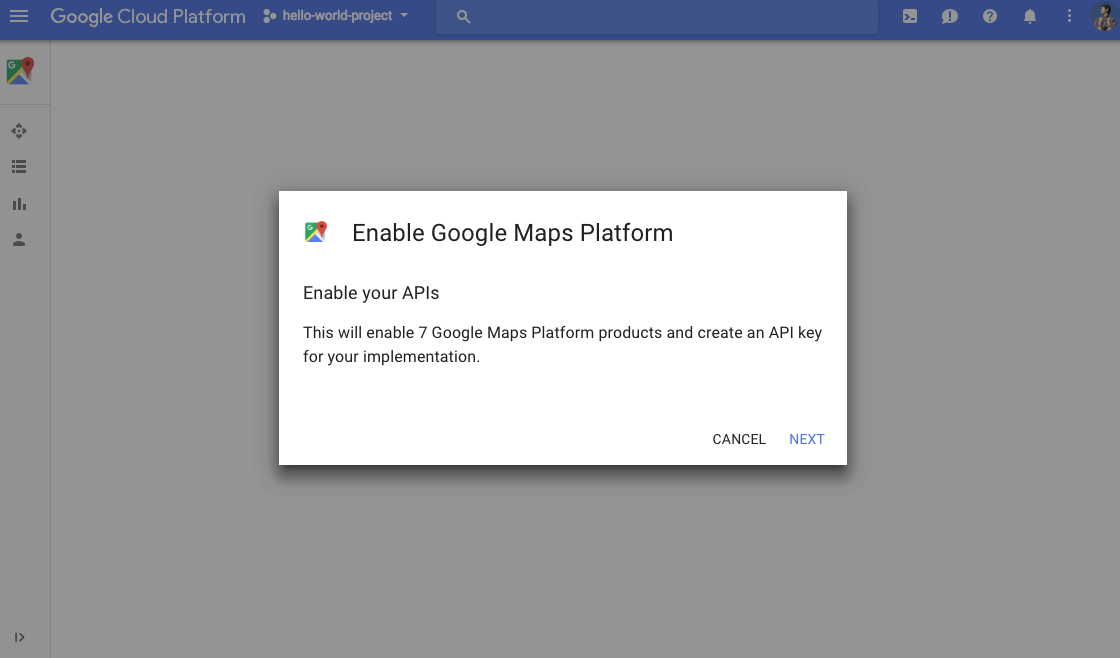 Google Cloud Platform
hello-world-project
G
Enable Google Maps Platform
Enable your APIs
This will enable 7 Google Maps Platform products and create an API key
for your implementation.
CANCEL NEXT